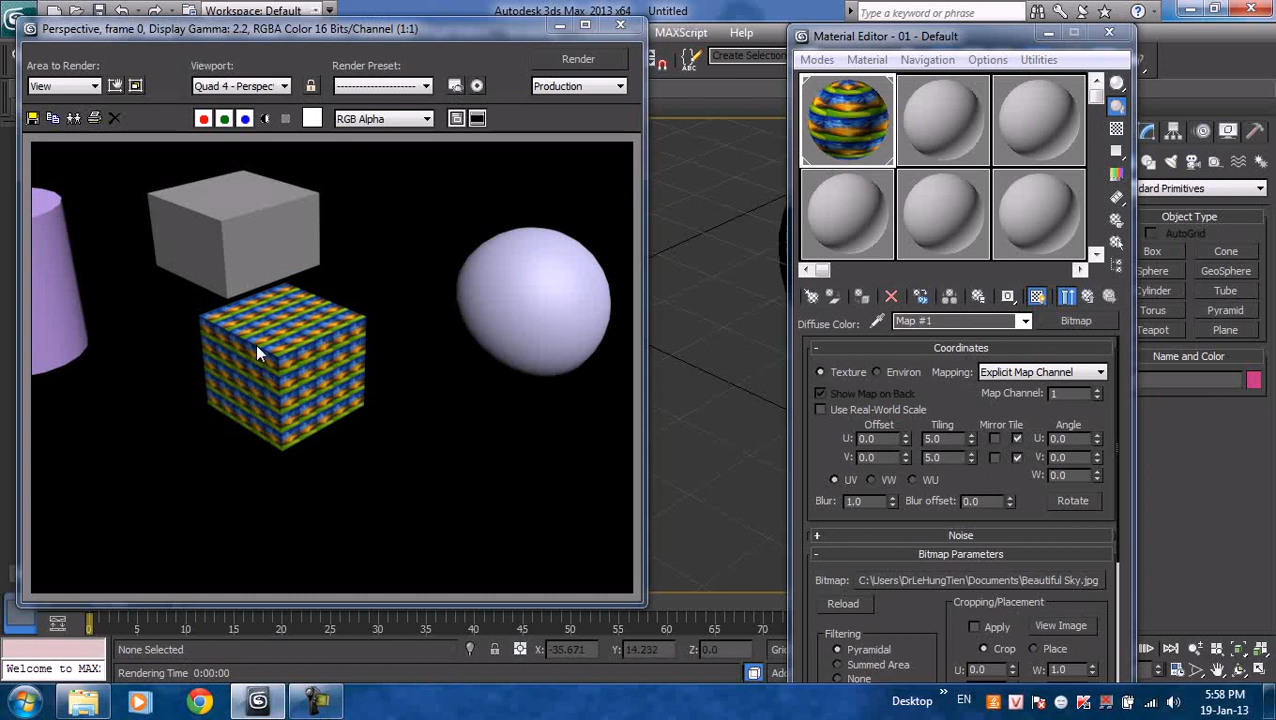 Workspace: Default
Autodesk 3ds Max 2013 x64
Untitled
Type a keyword or phrase
Perspective, frame 0, Display Gamma: 2.2, RGBA Color 16 Bits/Channel (1:1)
MAXScript
Help
Area to Render:
Viewport:
Render Preset:
Render
View
Quad 4 - Perspect
--------------------
Production
RGB Alpha
Create Selection
Material Editor - 01 - Default
Modes
Material
Navigation
Options
Utilities
dard Primitives
Object Type
AutoGrid
Box
Cone
Sphere
GeoSphere
Cylinder
Tube
Torus
Pyramid
Teapot
Plane
Name and Color
Diffuse Color:
Map #1
Bitmap
-
Coordinates
Texture
Environ
Mapping:
Explicit Map Channel
Show Map on Back
Map Channel:
1
Use Real-World Scale
Offset
Tiling
Mirror Tile
Angle
U:
0.0
5.0
U:
0.0
V:
0.0
5.0
V:
0.0
W:
0.0
UV
VW
WU
Blur:
1.0
Blur offset:
0.0
Rotate
+
Noise
-
Bitmap Parameters
Bitmap:
C:\Users\DrLeHungTien\Documents\Beautiful Sky.jpg
Reload
Cropping/Placement
Apply
View Image
Filtering
Pyramidal
Summed Area
None
Crop
Place
U:
0.0
W:
1.0
0 5 10 15 20 25 30 35 40 45 50 55 60 65 70
None Selected
X:
-35.671
Y:
14.232
Z:
0.0
Welcome to MAX
Rendering Time 0:00:00
Desktop
EN
5:58 PM
19-Jan-13